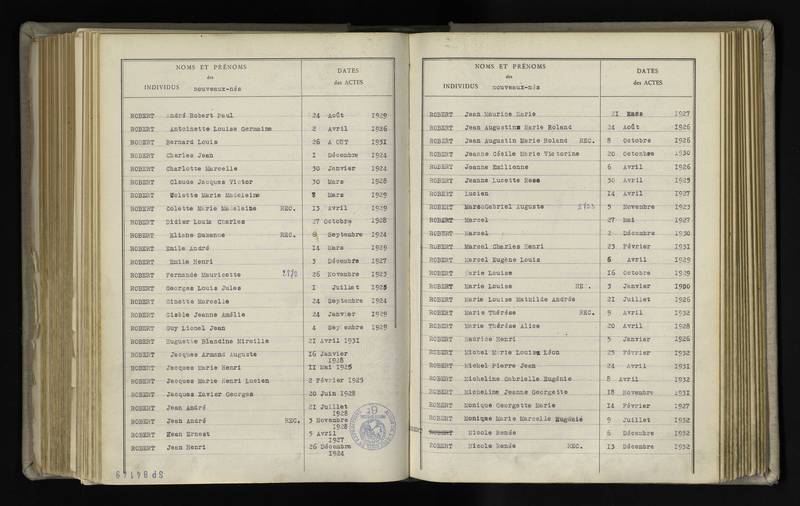 NOMS ET PRÉNOMS
des
INDIVIDUS nouveaux-nés
DATES
des ACTES
ROBERT André Robert Paul 24 Août 1929
ROBERT Antoinette Louise Germaine 2 Avril 1926
ROBERT Bernard Louis 26 AOUT 1931
ROBERT Charles Jean I Décembre 1924
ROBERT Charlotte Marcelle 30 Janvier 1924
ROBERT Claude Jacques Victor 30 Mars 1928
ROBERT Colette Marie Madeleine Mars 1929
ROBERT Colette Marie Madeleine REC. 13 Avril 1929
ROBERT Didier Louis Charles 27 Octobre 1928
ROBERT Eliane Suzanne REC. Septembre 1924
ROBERT Emile André 14 Mars 1929
ROBERT Emile Henri 3 Décembre 1927
ROBERT Fernande Mauricette 26 Novembre 1923
ROBERT Georges Louis Jules I Juillet 1925
ROBERT Ginette Marcelle 24 Septembre 1924
ROBERT Gisèle Jeanne Amélie 24 Janvier 1929
ROBERT Guy Lionel Jean 4 Sep embre 1929
ROBERT Huguette Blandine Mireille 21 Avril 1931
ROBERT Jacques Armand Auguste 16 Janvier
1928
ROBERT Jacques Marie Henri II Mai 1925
ROBERT Jacques Marie Henri Lucien 2 Février 1925
ROBERT Jacques Xavier Georges 20 Juin 1928
ROBERT Jean André 21 Juillet
1928
ROBERT Jean André REC. 3 Novembre
1928
ROBERT Jean Ernest 5 Avril
1927
ROBERT Jean Henri 26 Décembre
1924
SP84149
NOMS ET PRÉNOMS
des
INDIVIDUS nouveaux-nés
DATES
des ACTES
ROBERT Jean Maurice Marie 21 Mars 1927
ROBERT Jean Augustin Marie Roland 24 Août 1926
ROBERT Jean Augustin Marie Roland REC. 8 Octobre 1926
ROBERT Jeanne Cécile Marie Victorine 20 Octobre 1930
ROBERT Jeanne Emilienne 6 Avril 1926
ROBERT Jeanne Lucette Rose 30 Avril 1925
ROBERT Lucien 14 Avril 1927
ROBERT Gabriel Auguste 5 Novembre 1923
ROBERT Marcel 27 Mai 1927
ROBERT Marcel 2 Décembre 1930
ROBERT Marcel Charles Henri 23 Février 1931
ROBERT Marcel Eugène Louis 6 Avril 1929
ROBERT Marie Louise 16 Octobre 1929
ROBERT Marie Louise REC. 3 Janvier 1900
ROBERT Marie Louise Mathilde Andrée 21 Juillet 1926
ROBERT Marie Thérèse REC. 9 Avril 1932
ROBERT Marie Thérèse Alice 20 Avril 1928
ROBERT Maurice Henri 5 Janvier 1926
ROBERT Michel Marie Louis Léon 25 Février 1932
ROBERT Michel Pierre Jean 24 Avril 1931
ROBERT Micheline Gabrielle Eugénie 8 Avril 1932
ROBERT Micheline Jeanne Georgette 18 Novembre 1931
ROBERT Monique Georgette Marie 14 Février 1927
ROBERT Monique Marie Marcelle Eugénie 9 Juillet 1932
ROBERT Nicole Renée 6 Décembre 1932
ROBERT Nicole Renée REC. 13 Décembre 1932